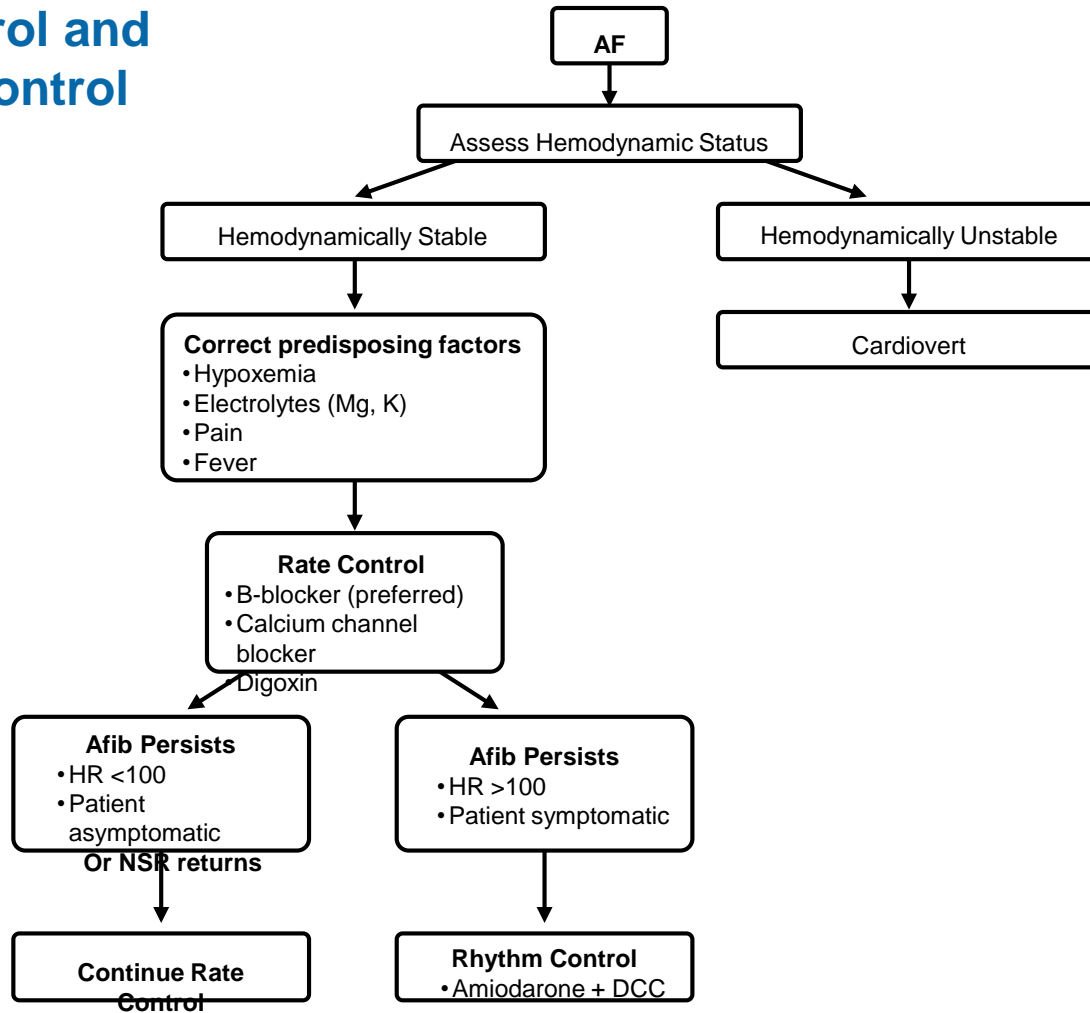 rol and
ontrol
AF
Assess Hemodynamic Status
Hemodynamically Stable
Hemodynamically Unstable
Correct predisposing factors
•Hypoxemia
•Electrolytes (Mg, K)
•Pain
•Fever
Cardiovert
Rate Control
•B-blocker (preferred)
•Calcium channel
blocker
•Digoxin
Afib Persists
•HR <100
•Patient
asymptomatic
Or NSR returns
Afib Persists
•HR >100
•Patient symptomatic
Continue Rate
Control
Rhythm Control
•Amiodarone + DCC